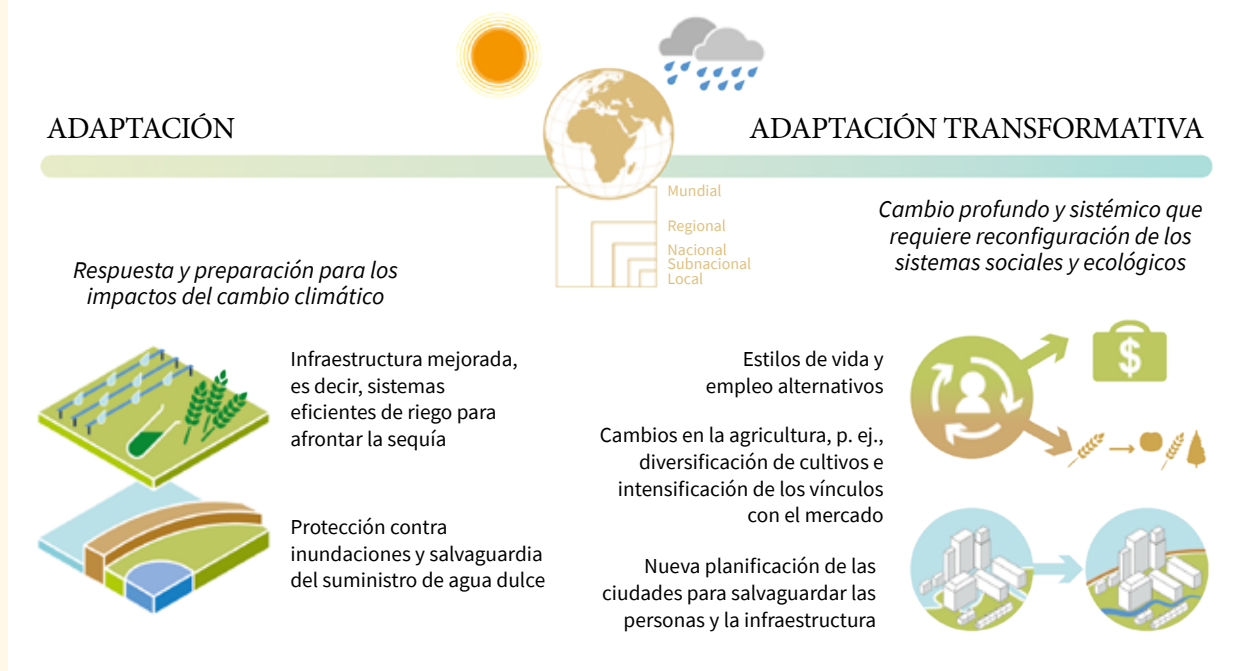 ADAPTACIÓN
ADAPTACIÓN TRANSFORMATIVA
Mundial
Regional
Nacional
Subnacional
Local
Respuesta y preparación para los
impactos del cambio climático
Infraestructura mejorada,
es decir, sistemas
eficientes de riego para
afrontar la sequía
Protección contra
inundaciones y salvaguardia
del suministro de agua dulce
Cambio profundo y sistémico que
requiere reconfiguración de los
sistemas sociales y ecológicos
Estilos de vida y
empleo alternativos
$
Cambios en la agricultura, p. ej.,
diversificación de cultivos e
intensificación de los vínculos
con el mercado
Nueva planificación de las
ciudades para salvaguardar las
personas y la infraestructura